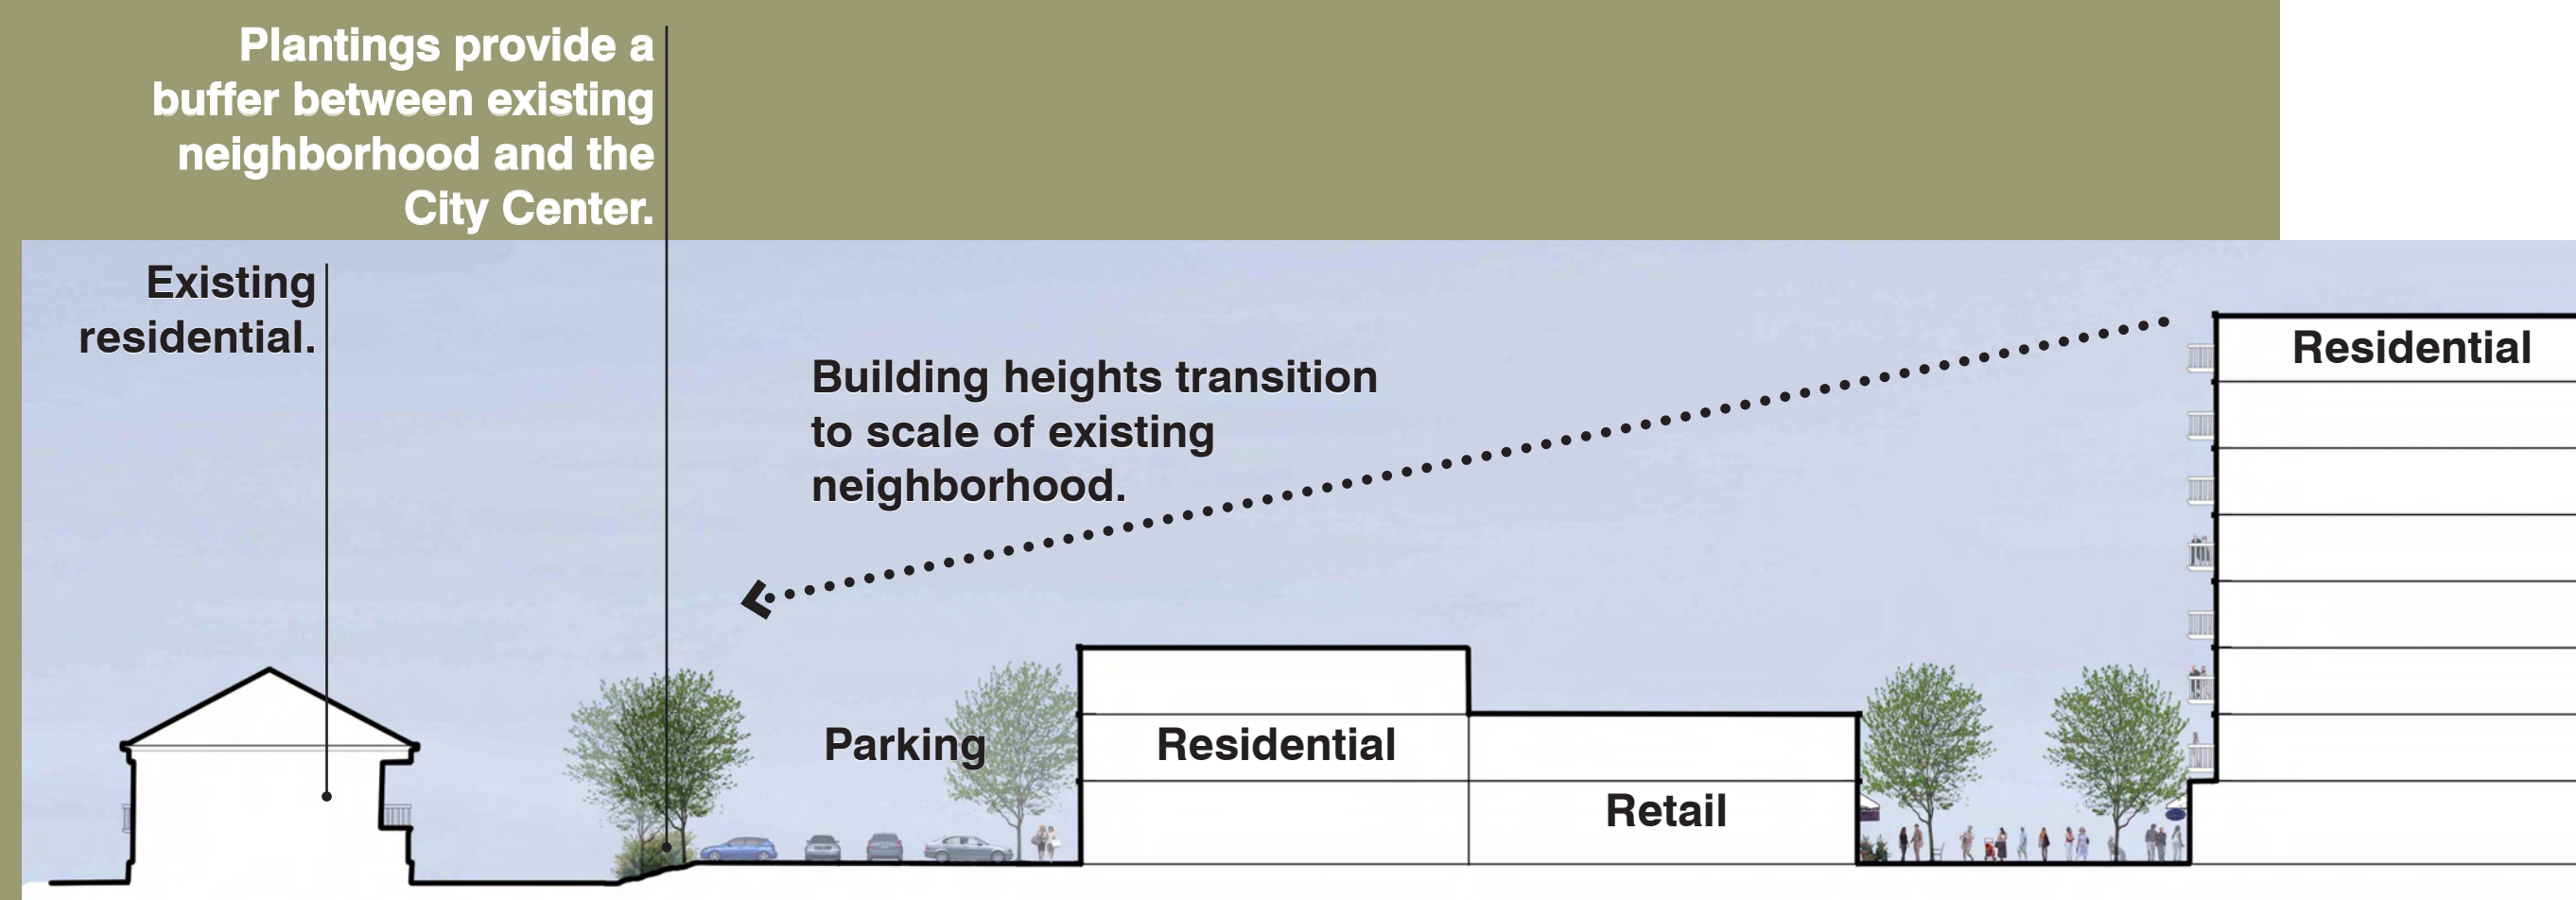 Plantings provide a
buffer between existing
neighborhood and the
City Center.
Existing
residential.
Building heights transition
to scale of existing
neighborhood.
Residential
Parking
Residential
Retail